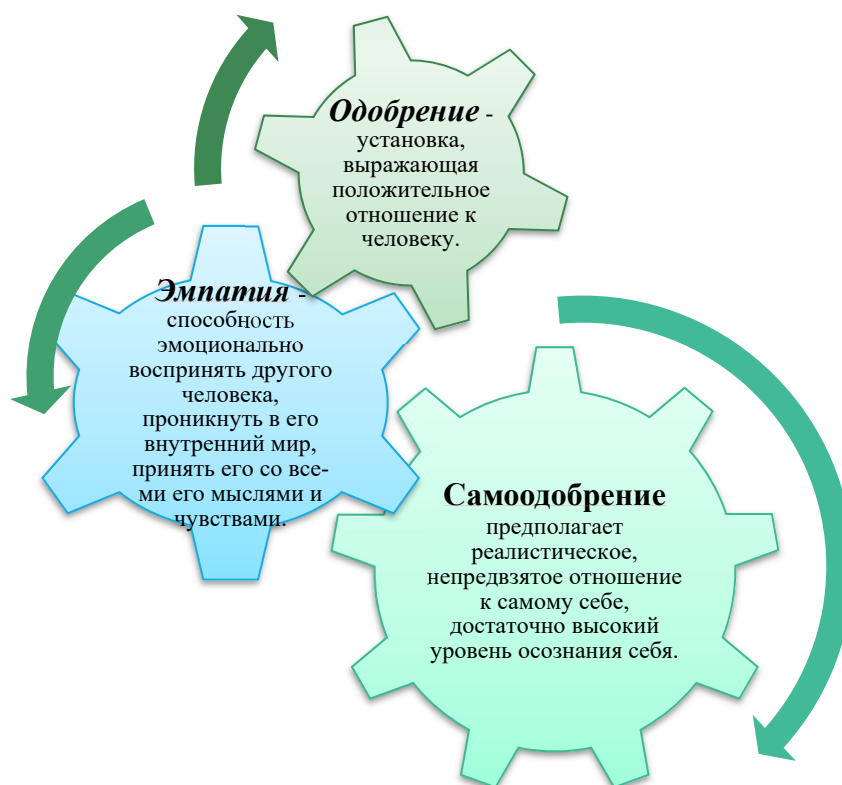 Одобрение -
установка,
выражающая
положительное
отношение к
человеку.
Эмпатия -
способность
эмоционально
воспринять другого
человека,
проникнуть в его
внутренний мир,
принять его со все-
ми его мыслями и
чувствами.
Самоодобрение
предполагает
реалистическое,
непредвзятое отношение
к самому себе,
достаточно высокий
уровень осознания себя.